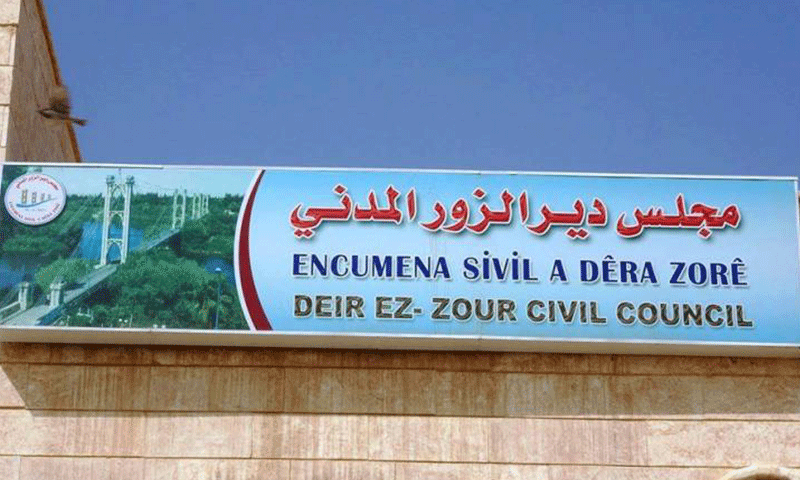 مجلس دير الزور المدني
ENCUMENA SİVİL A DÊRA ZORÊ
DEIR EZ- ZOUR CIVIL COUNCIL